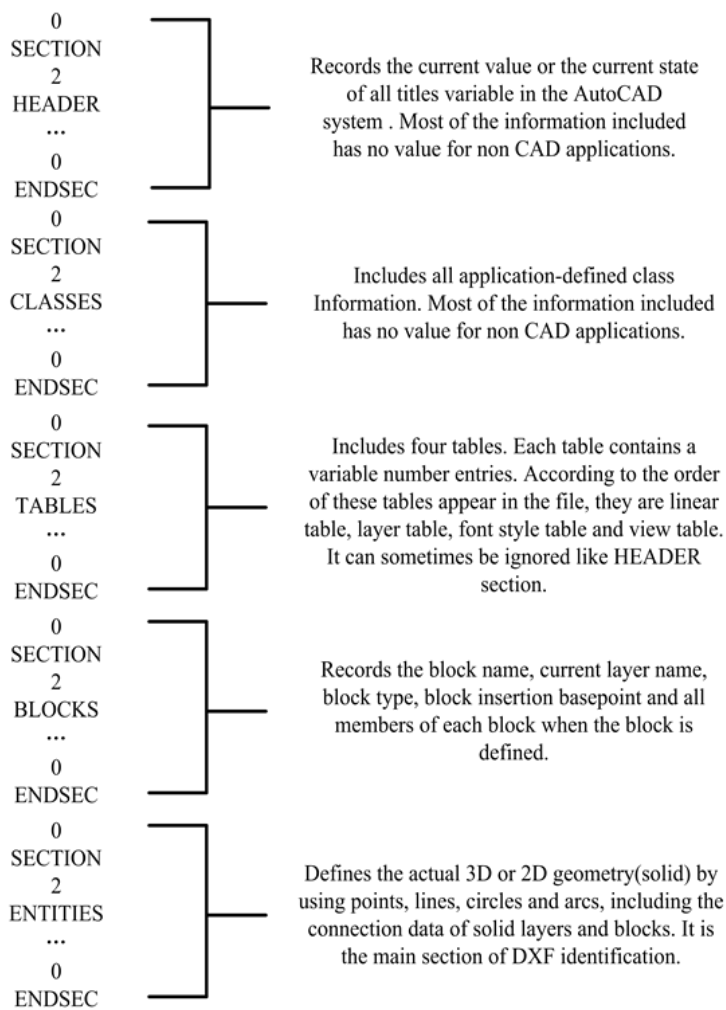 0
SECTION
2
HEADER
...
0
ENDSEC
Records the current value or the current state
of all titles variable in the AutoCAD
system . Most of the information included
has no value for non CAD applications.
0
SECTION
2
CLASSES
...
0
ENDSEC
Includes all application-defined class
Information. Most of the information included
has no value for non CAD applications.
0
SECTION
2
TABLES
...
0
ENDSEC
Includes four tables. Each table contains a
variable number entries. According to the order
of these tables appear in the file, they are linear
table, layer table, font style table and view table.
It can sometimes be ignored like HEADER
section.
0
SECTION
2
BLOCKS
...
0
ENDSEC
Records the block name, current layer name,
block type, block insertion basepoint and all
members of each block when the block is
defined.
0
SECTION
2
ENTITIES
...
0
ENDSEC
Defines the actual 3D or 2D geometry(solid) by
using points, lines, circles and arcs, including the
connection data of solid layers and blocks. It is
the main section of DXF identification.